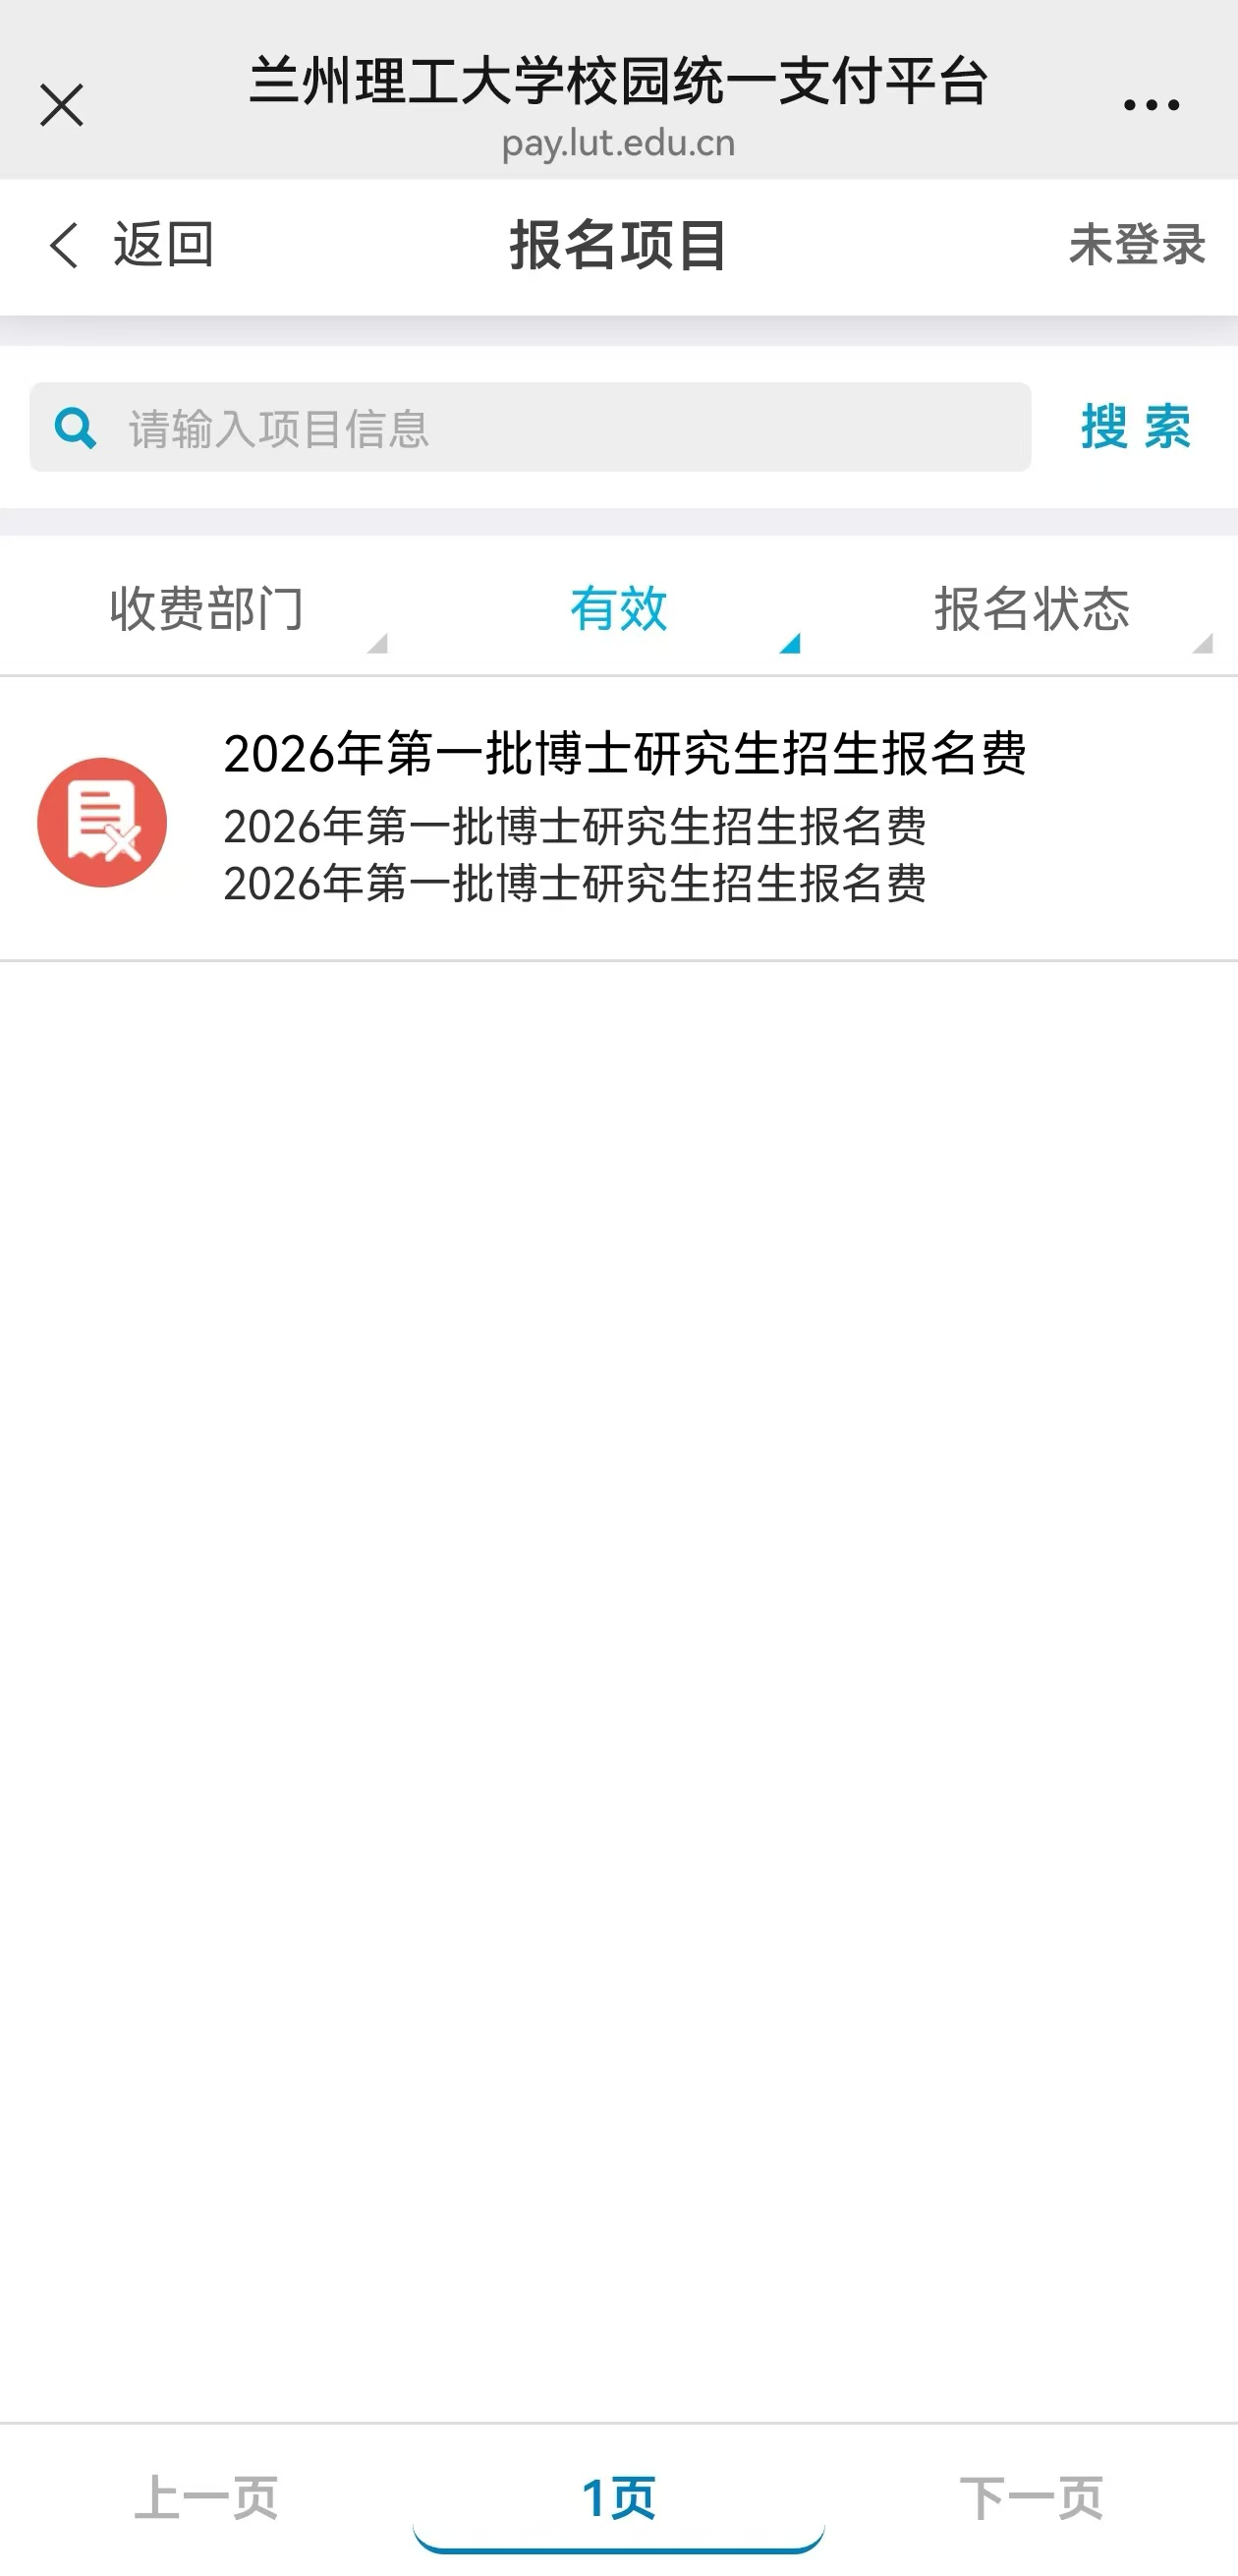 兰州理工大学校园统一支付平台
pay.lut.edu.cn
返回 报名项目 未登录
请输入项目信息 搜索
收费部门 有效 报名状态
2026年第一批博士研究生招生报名费
2026年第一批博士研究生招生报名费
2026年第一批博士研究生招生报名费
上一页 1页 下一页